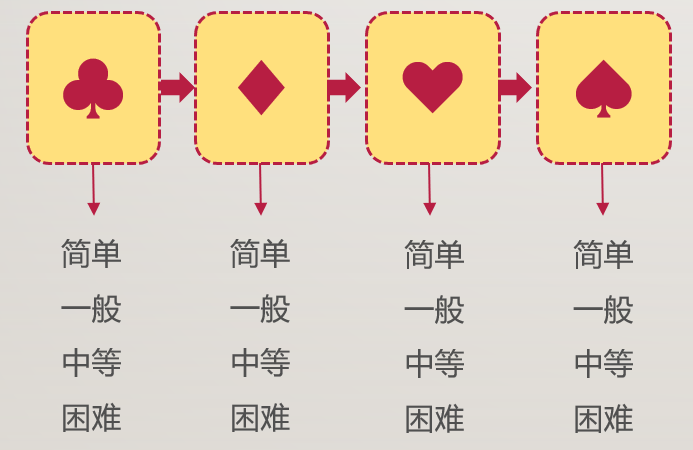 简单 简单 简单 简单
一般 一般 一般 一般
中等 中等 中等 中等
困难 困难 困难 困难